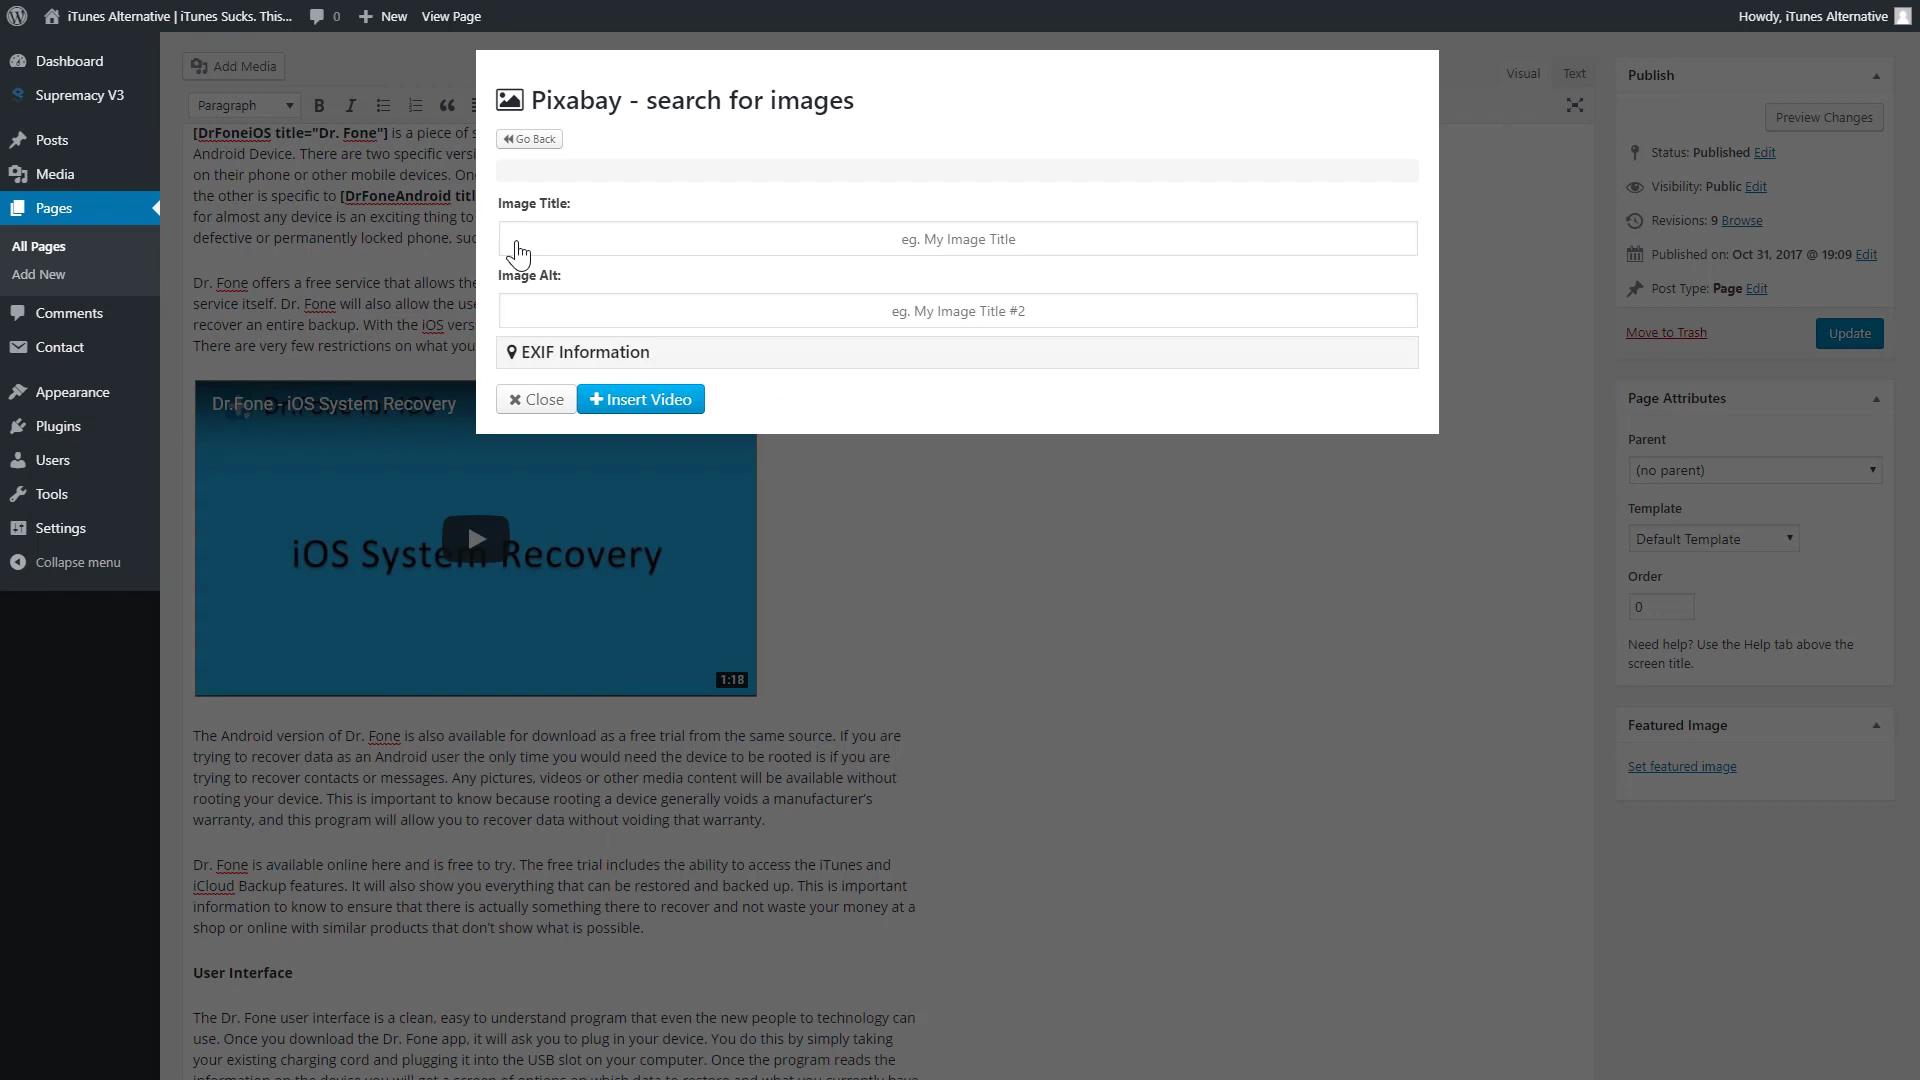 iTunes Alternative | iTunes Sucks. This... 0 New View Page Howdy, iTunes Alternative
Dashboard
Supremacy V3
Posts
Media
Pages
All Pages
Add New
Comments
Contact
Appearance
Plugins
Users
Tools
Settings
Collapse menu
Add Media
Visual Text
Paragraph B I
[DrFoneiOS title="Dr. Fone"] is a piece of s
Android Device. There are two specific versi
on their phone or other mobile devices. On
the other is specific to [DrFoneAndroid titl
for almost any device is an exciting thing to
defective or permanently locked phone, suc
Dr. Fone offers a free service that allows the
service itself. Dr. Fone will also allow the use
recover an entire backup. With the iOS vers
There are very few restrictions on what you
Dr.Fone - iOS System Recovery
iOS System Recovery
1:18
The Android version of Dr. Fone is also available for download as a free trial from the same source. If you are
trying to recover data as an Android user the only time you would need the device to be rooted is if you are
trying to recover contacts or messages. Any pictures, videos or other media content will be available without
rooting your device. This is important to know because rooting a device generally voids a manufacturer's
warranty, and this program will allow you to recover data without voiding that warranty.
Dr. Fone is available online here and is free to try. The free trial includes the ability to access the iTunes and
iCloud Backup features. It will also show you everything that can be restored and backed up. This is important
information to know to ensure that there is actually something there to recover and not waste your money at a
shop or online with similar products that don't show what is possible.
User Interface
The Dr. Fone user interface is a clean, easy to understand program that even the new people to technology can
use. Once you download the Dr. Fone app, it will ask you to plug in your device. You do this by simply taking
your existing charging cord and plugging it into the USB slot on your computer. Once the program reads the
information on the device you will get a screen of options on which data to restore and what you currently have
Pixabay - search for images
Go Back
Image Title:
eg. My Image Title
Image Alt:
eg. My Image Title #2
EXIF Information
Close Insert Video
Publish
Preview Changes
Status: Published Edit
Visibility: Public Edit
Revisions: 9 Browse
Published on: Oct 31, 2017 @ 19:09 Edit
Post Type: Page Edit
Move to Trash Update
Page Attributes
Parent
(no parent)
Template
Default Template
Order
0
Need help? Use the Help tab above the
screen title.
Featured Image
Set featured image